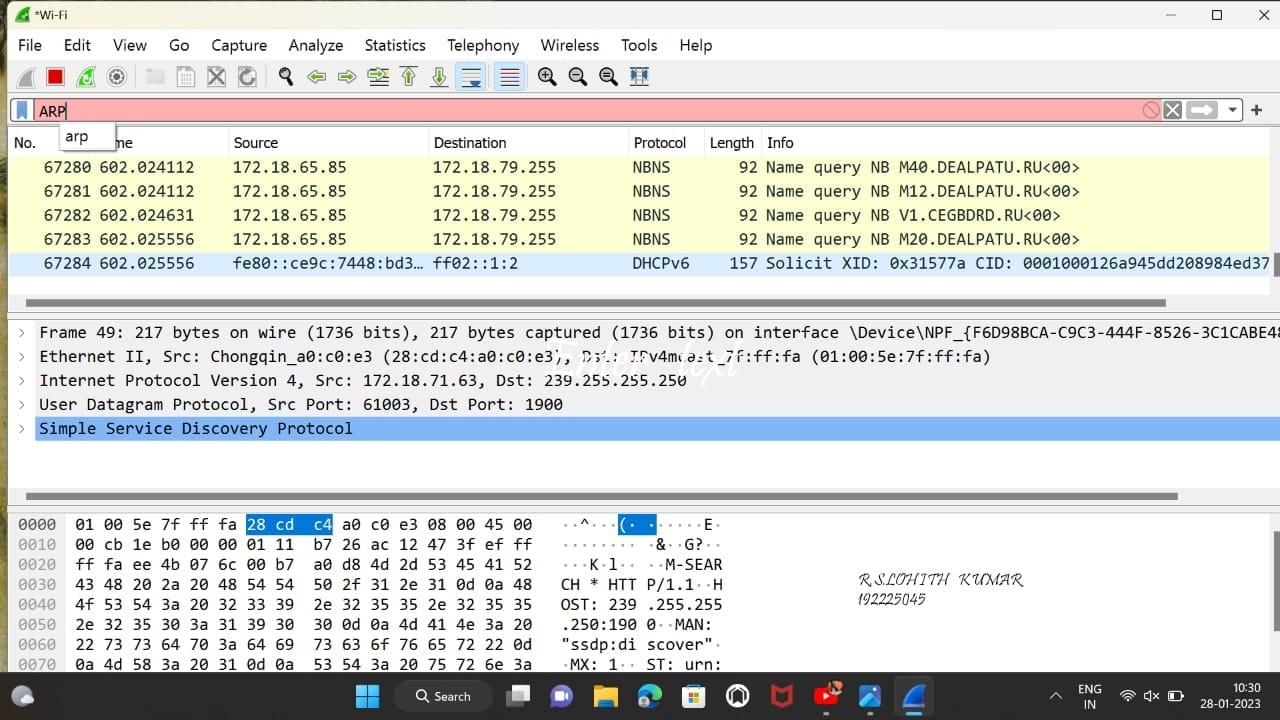 *Wi-Fi
File Edit View Go Capture Analyze Statistics Telephony Wireless Tools Help
ARP
arp
No. me Source Destination Protocol Length Info
67280 602.024112 172.18.65.85 172.18.79.255 NBNS 92 Name query NB M40.DEALPATU.RU<00>
67281 602.024112 172.18.65.85 172.18.79.255 NBNS 92 Name query NB M12.DEALPATU.RU<00>
67282 602.024631 172.18.65.85 172.18.79.255 NBNS 92 Name query NB V1.CEGBDRD.RU<00>
67283 602.025556 172.18.65.85 172.18.79.255 NBNS 92 Name query NB M20.DEALPATU.RU<00>
67284 602.025556 fe80::ce9c:7448:bd3… ff02::1:2 DHCPv6 157 Solicit XID: 0x31577a CID: 0001000126a945dd208984ed37
Frame 49: 217 bytes on wire (1736 bits), 217 bytes captured (1736 bits) on interface \Device\NPF_{F6D98BCA-C9C3-444F-8526-3C1CABE48
Ethernet II, Src: Chongqin_a0:c0:e3 (28:cd:c4:a0:c0:e3), Dst: IPv4mcast_7f:ff:fa (01:00:5e:7f:ff:fa)
Enter text
Internet Protocol Version 4, Src: 172.18.71.63, Dst: 239.255.255.250
User Datagram Protocol, Src Port: 61003, Dst Port: 1900
Simple Service Discovery Protocol
0000 01 00 5e 7f ff fa 28 cd c4 a0 c0 e3 08 00 45 00 ··^···(· ······E·
0010 00 cb 1e b0 00 00 01 11 b7 26 ac 12 47 3f ef ff ········ ·&··G?··
0020 ff fa ee 4b 07 6c 00 b7 a0 d8 4d 2d 53 45 41 52 ···K·l·· ··M-SEAR
0030 43 48 20 2a 20 48 54 54 50 2f 31 2e 31 0d 0a 48 CH * HTT P/1.1··H
0040 4f 53 54 3a 20 32 33 39 2e 32 35 35 2e 32 35 35 OST: 239 .255.255
0050 2e 32 35 30 3a 31 39 30 30 0d 0a 4d 41 4e 3a 20 .250:190 0··MAN:
0060 22 73 73 64 70 3a 64 69 73 63 6f 76 65 72 22 0d "ssdp:di scover"·
0070 0a 4d 58 3a 20 31 0d 0a 53 54 3a 20 75 72 6e 3a ·MX: 1·· ST: urn:
R.S.LOHITH KUMAR
192225045
Search
ENG
IN
10:30
28-01-2023